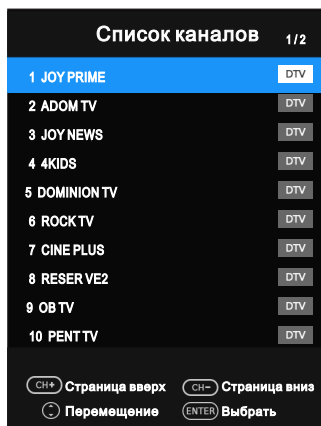 Список каналов 1/2
1 JOY PRIME DTV
2 ADOM TV DTV
3 JOY NEWS DTV
4 4KIDS DTV
5 DOMINION TV DTV
6 ROCK TV DTV
7 CINE PLUS DTV
8 RESER VE2 DTV
9 OB TV DTV
10 PENT TV DTV
CH+ Страница вверх CH− Страница вниз
Перемещение ENTER Выбрать